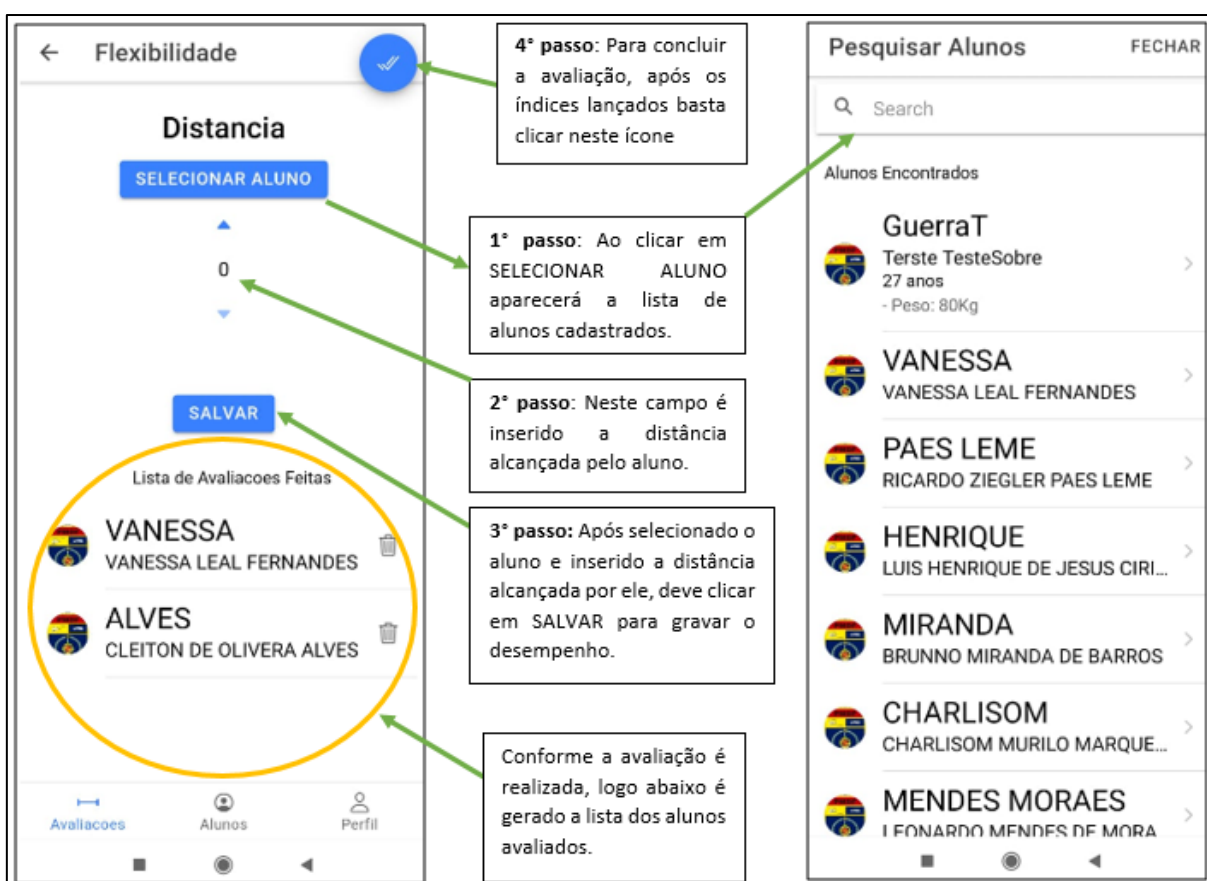 Flexibilidade
Distancia
SELECIONAR ALUNO
0
SALVAR
Lista de Avaliacoes Feitas
VANESSA
VANESSA LEAL FERNANDES
ALVES
CLEITON DE OLIVERA ALVES
Avaliacoes
Alunos
Perfil
4° passo: Para concluir
a avaliação, após os
índices lançados basta
clicar neste ícone
1° passo: Ao clicar em
SELECIONAR ALUNO
aparecerá a lista de
alunos cadastrados.
2° passo: Neste campo é
inserido a distância
alcançada pelo aluno.
3° passo: Após selecionado o
aluno e inserido a distância
alcançada por ele, deve clicar
em SALVAR para gravar o
desempenho.
Conforme a avaliação é
realizada, logo abaixo é
gerado a lista dos alunos
avaliados.
Pesquisar Alunos
FECHAR
Search
Alunos Encontrados
GuerraT
Terste TesteSobre
27 anos
- Peso: 80Kg
VANESSA
VANESSA LEAL FERNANDES
PAES LEME
RICARDO ZIEGLER PAES LEME
HENRIQUE
LUIS HENRIQUE DE JESUS CIRI...
MIRANDA
BRUNNO MIRANDA DE BARROS
CHARLISOM
CHARLISOM MURILO MARQUE...
MENDES MORAES
LEONARDO MENDES DE MORA